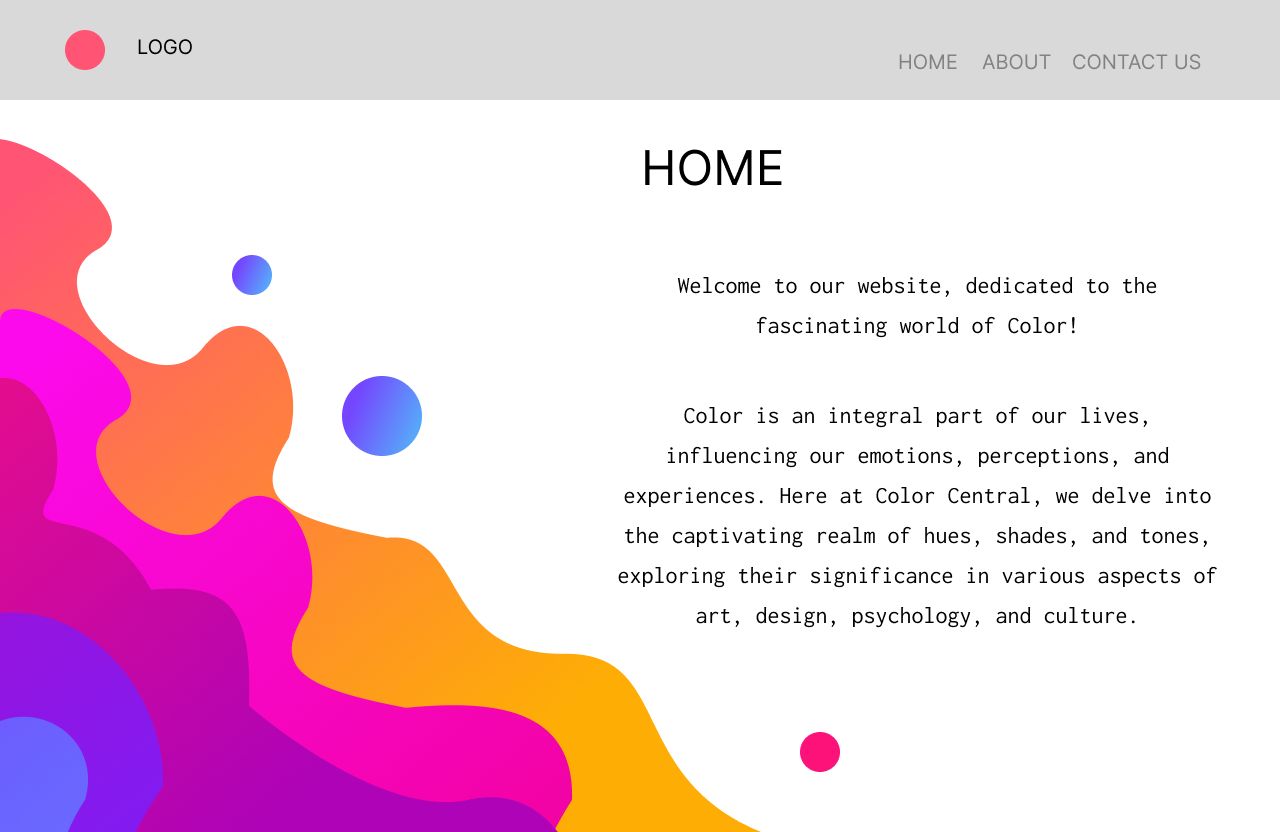 LOGO
HOME ABOUT CONTACT US
HOME
Welcome to our website, dedicated to the
fascinating world of Color!
Color is an integral part of our lives,
influencing our emotions, perceptions, and
experiences. Here at Color Central, we delve into
the captivating realm of hues, shades, and tones,
exploring their significance in various aspects of
art, design, psychology, and culture.